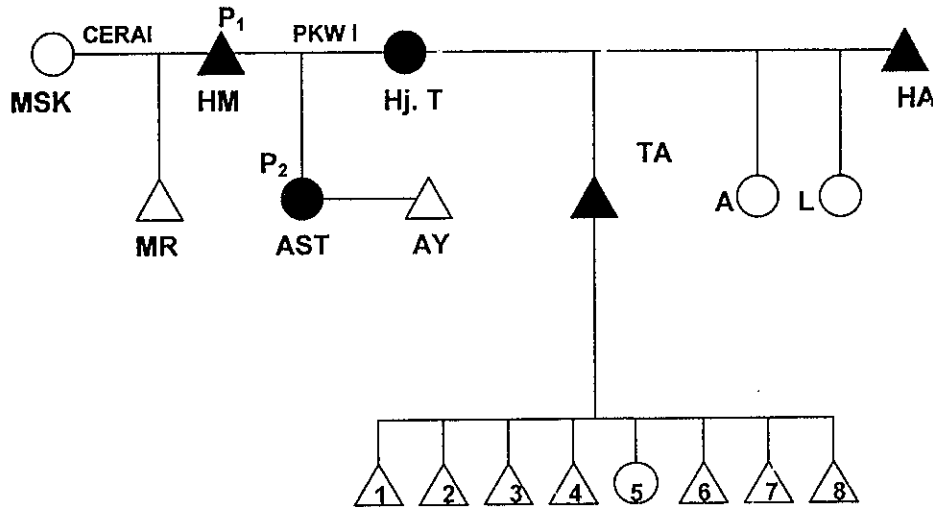 P₁
CERAI PKW I
MSK HM Hj. T HA
P₂ TA
A L
MR AST AY
1 2 3 4 5 6 7 8